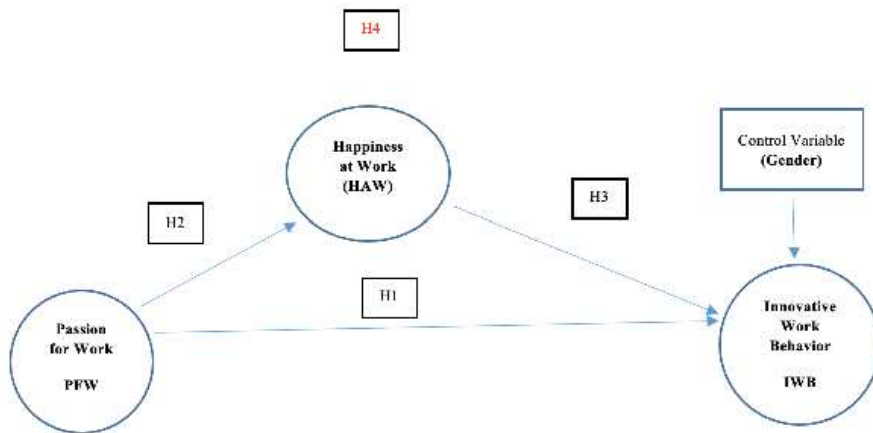 H4
Happiness
at Work
(HAW)
Control Variable
(Gender)
H2
H3
H1
Passion
for Work
PFW
Innovative
Work
Behavior
IWB